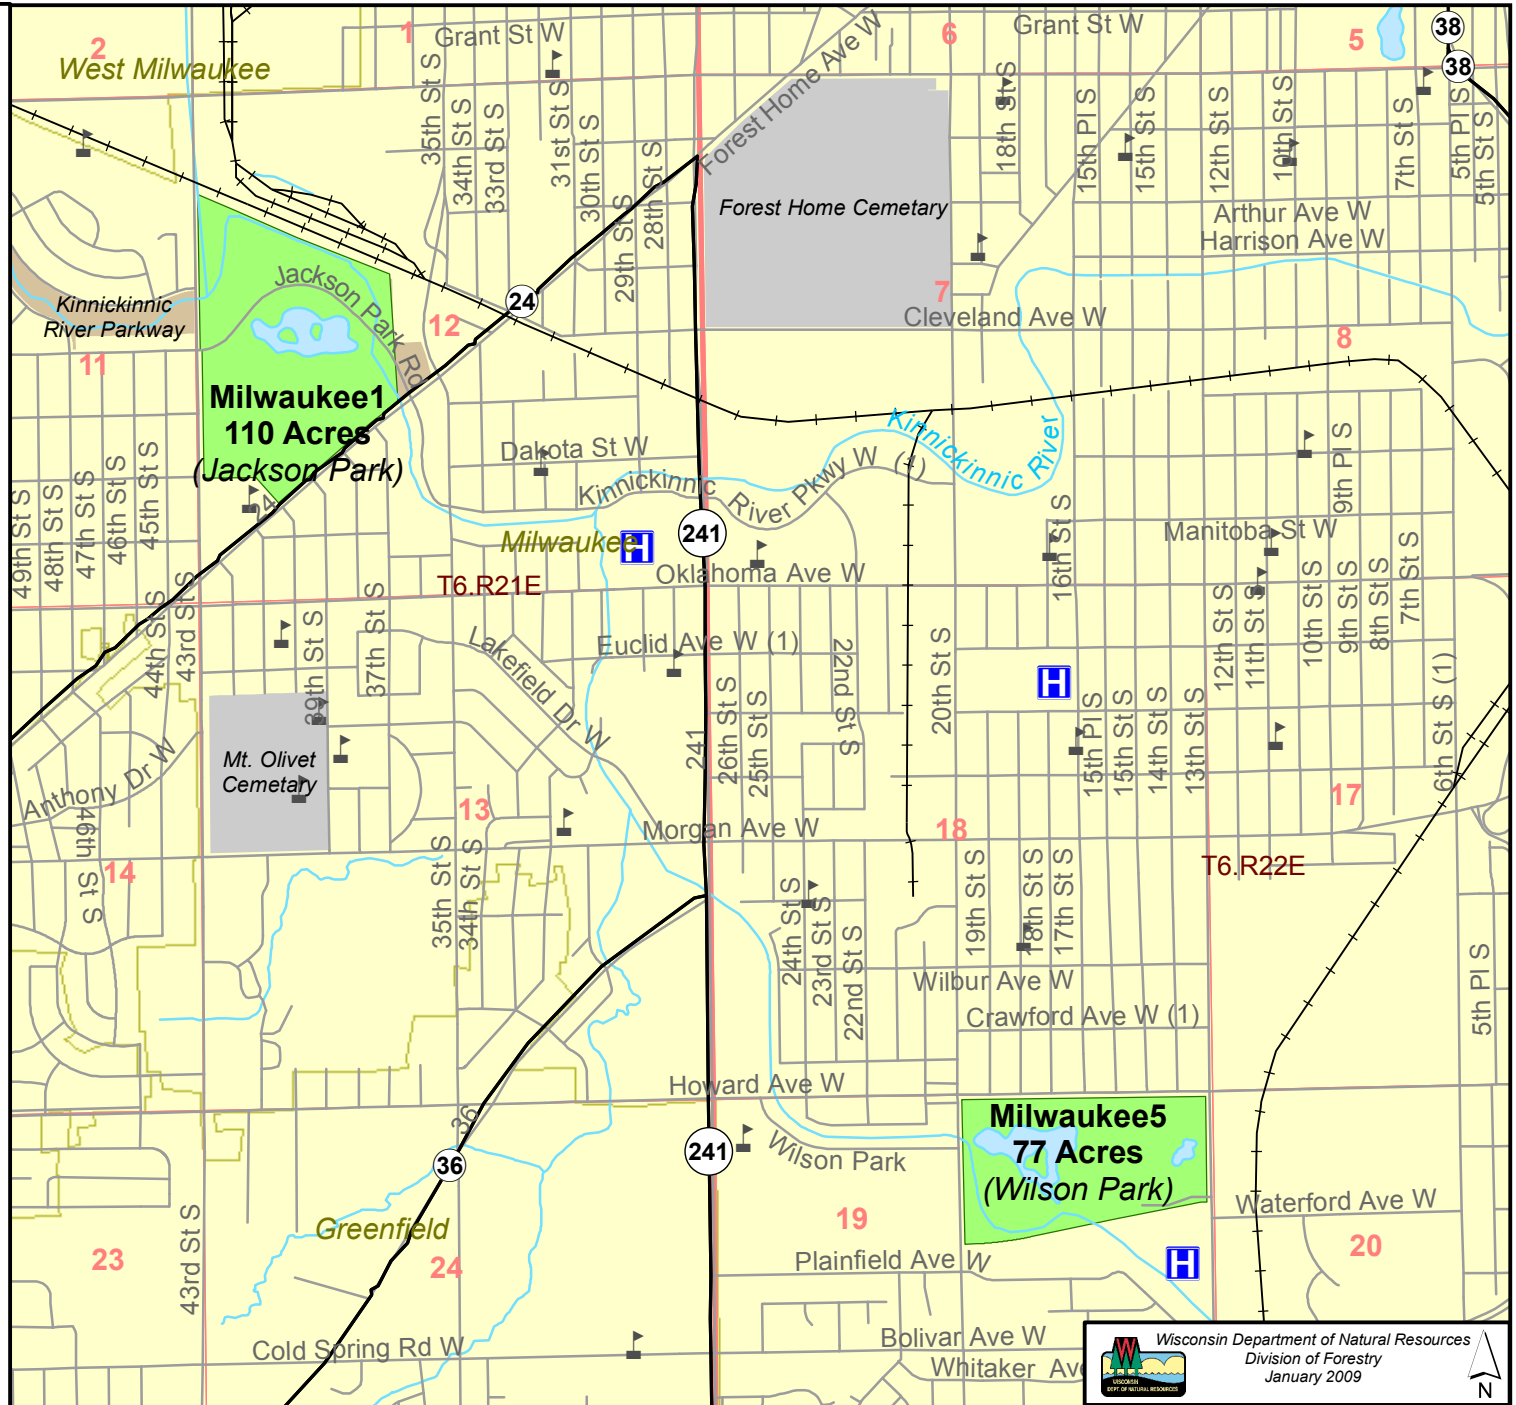 2
1
Grant St W
6
Grant St W
5
38
38
West Milwaukee
Forest Home Ave W
35th St S
34th St S
33rd St S
31st St S
30th St S
29th St S
28th St S
18th St S
15th Pl S
15th St S
12th St S
10th St S
7th St S
5th Pl S
5th St S
Forest Home Cemetary
Arthur Ave W
Harrison Ave W
Kinnickinnic
River Parkway
Jackson Park Rd
24
12
7
Cleveland Ave W
8
11
Milwaukee1
110 Acres
(Jackson Park)
24
Dakota St W
Kinnickinnic River Pkwy W (1)
Kinnickinnic River
49th St S
48th St S
47th St S
46th St S
45th St S
44th St S
43rd St S
Milwaukee
H
241
Oklahoma Ave W
16th St S
Manitoba St W
9th Pl S
T6.R21E
39th St S
37th St S
Lakefield Dr W
Euclid Ave W (1)
22nd St S
20th St S
H
12th St S
11th St S
10th St S
9th St S
8th St S
7th St S
6th St S (1)
Mt. Olivet
Cemetary
Anthony Dr W
46th St S
241
26th St S
25th St S
15th Pl S
15th St S
14th St S
13th St S
13
17
Morgan Ave W
18
14
T6.R22E
35th St S
34th St S
24th St S
23rd St S
22nd St S
19th St S
18th St S
17th St S
5th Pl S
Wilbur Ave W
Crawford Ave W (1)
Howard Ave W
36
36
241
Wilson Park
Milwaukee5
77 Acres
(Wilson Park)
Waterford Ave W
43rd St S
Greenfield
19
20
23
24
Plainfield Ave W
H
Cold Spring Rd W
Bolivar Ave W
Whitaker Ave
W
WISCONSIN
DEPT. OF NATURAL RESOURCES
Wisconsin Department of Natural Resources
Division of Forestry
January 2009
N